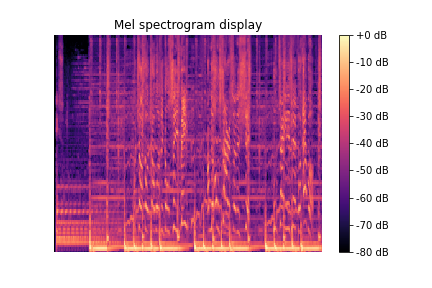 Mel spectrogram display
+0 dB
-10 dB
-20 dB
-30 dB
-40 dB
-50 dB
-60 dB
-70 dB
-80 dB